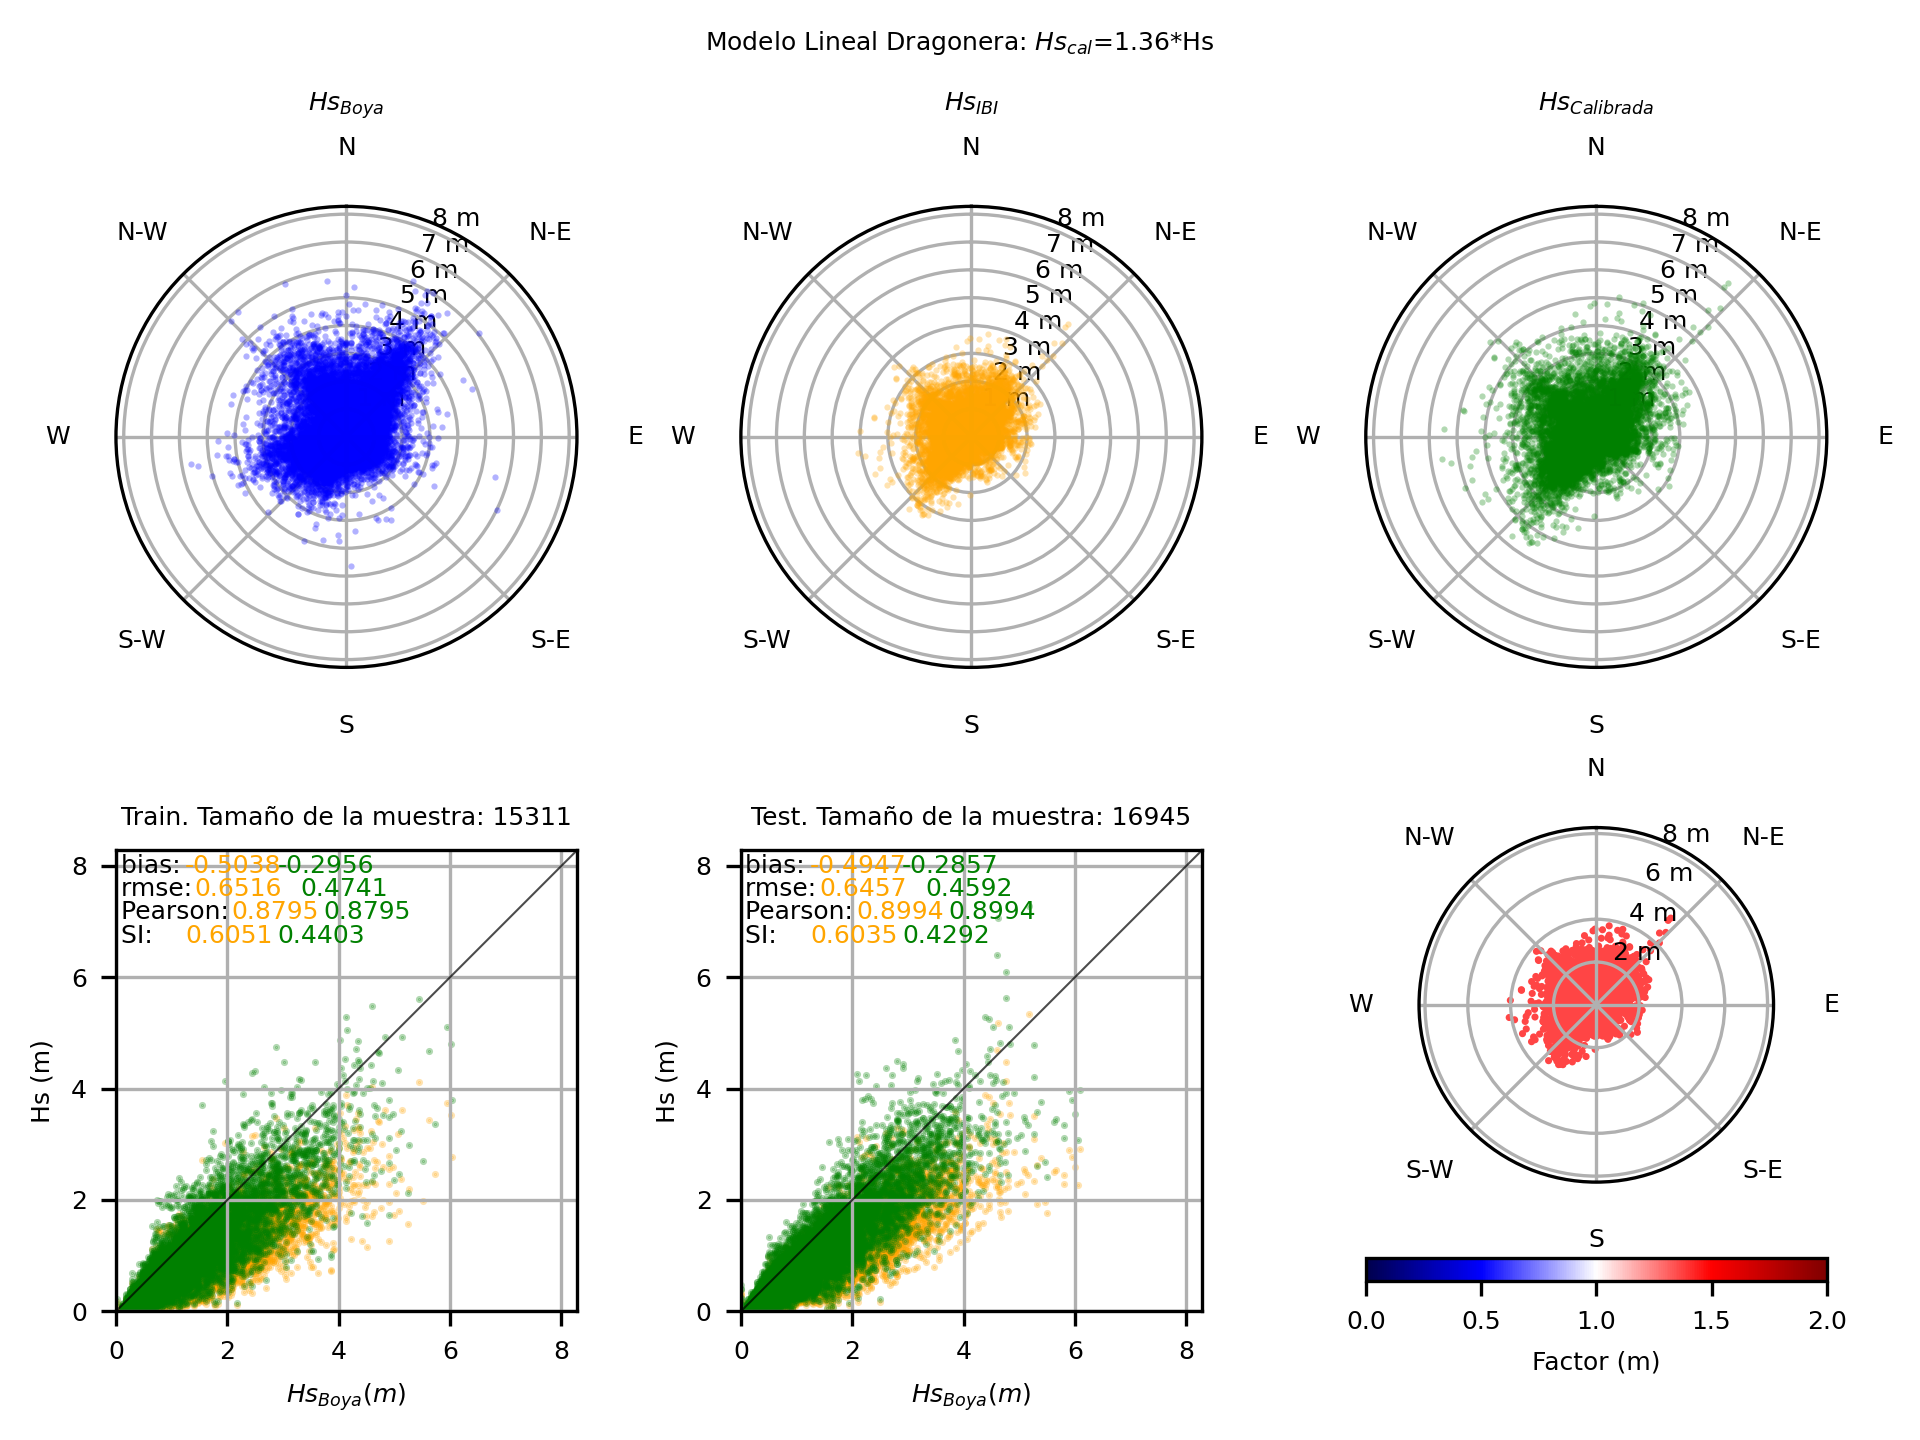 Modelo Lineal Dragonera: Hs_cal=1.36*Hs
Hs_Boya
N
N-W
N-E
8 m
7 m
6 m
5 m
4 m
3 m
W
E
S-W
S-E
S
Hs_IBI
N
N-W
N-E
8 m
7 m
6 m
5 m
4 m
3 m
2 m
1 m
W
E
S-W
S-E
S
Hs_Calibrada
N
N-W
N-E
8 m
7 m
6 m
5 m
4 m
3 m
2 m
W
E
S-W
S-E
S
Train. Tamaño de la muestra: 15311
bias: -0.5038 -0.2956
rmse: 0.6516 0.4741
Pearson: 0.8795 0.8795
SI: 0.6051 0.4403
Hs (m)
8
6
4
2
0
0 2 4 6 8
Hs_Boya(m)
Test. Tamaño de la muestra: 16945
bias: -0.4947 -0.2857
rmse: 0.6457 0.4592
Pearson: 0.8994 0.8994
SI: 0.6035 0.4292
Hs (m)
8
6
4
2
0
0 2 4 6 8
Hs_Boya(m)
N
N-W
N-E
8 m
6 m
4 m
2 m
W
E
S-W
S-E
S
0.0 0.5 1.0 1.5 2.0
Factor (m)